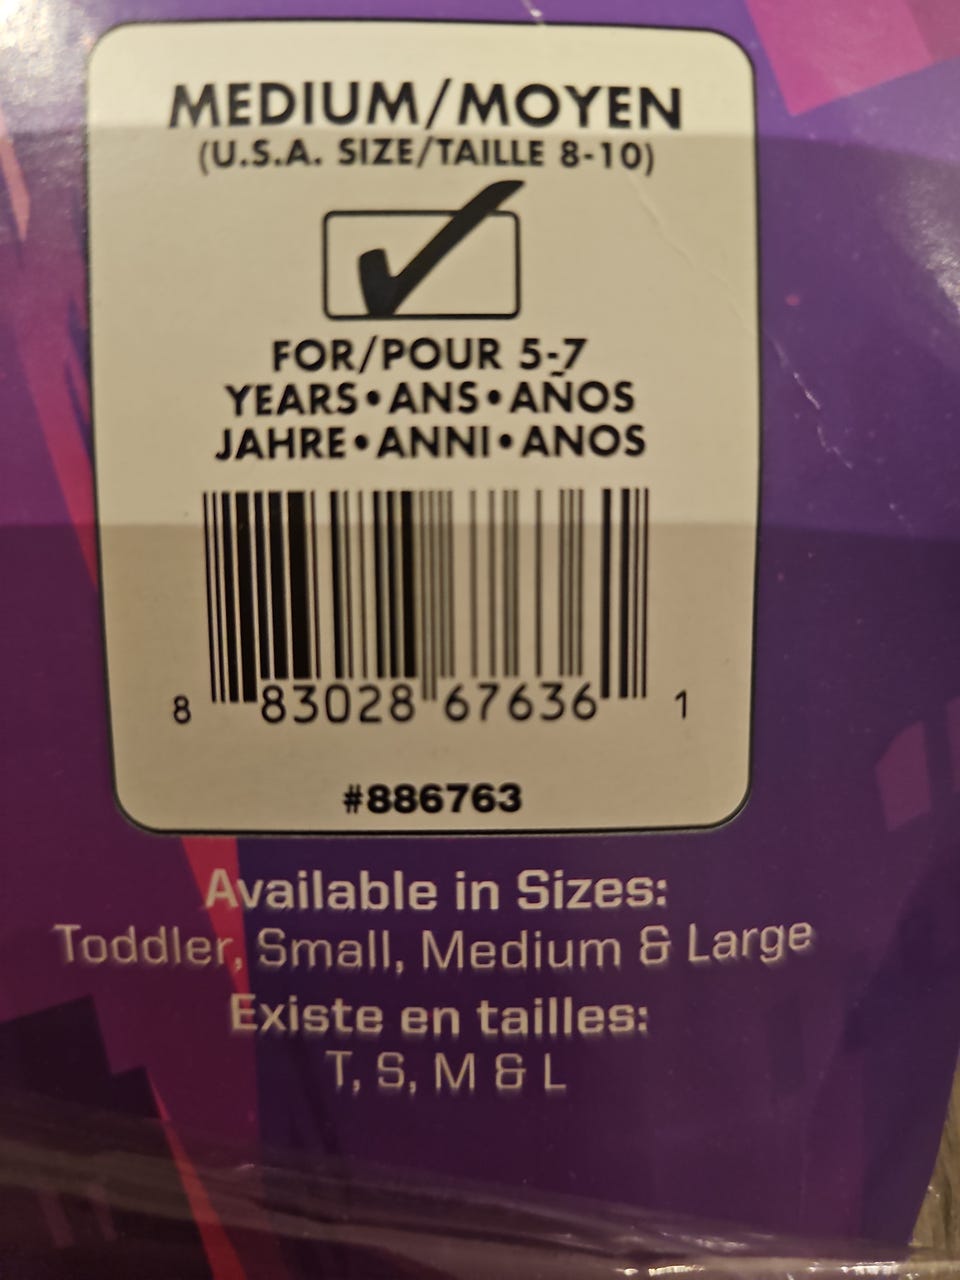 MEDIUM/MOYEN
(U.S.A. SIZE/TAILLE 8-10)
FOR/POUR 5-7
YEARS•ANS•AÑOS
JAHRE•ANNI•ANOS
8 83028 67636 1
#886763
Available in Sizes:
Toddler, Small, Medium & Large
Existe en tailles:
T, S, M & L